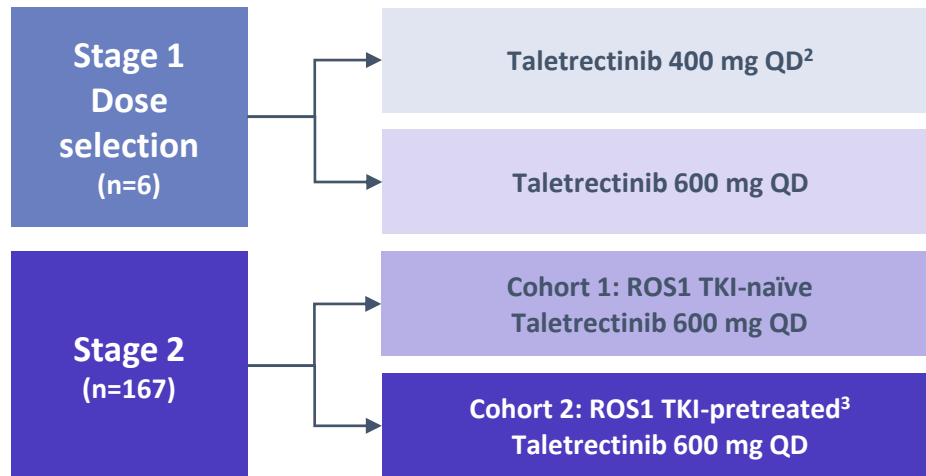 Stage 1
Dose
selection
(n=6)
Taletrectinib 400 mg QD²
Taletrectinib 600 mg QD
Stage 2
(n=167)
Cohort 1: ROS1 TKI-naïve
Taletrectinib 600 mg QD
Cohort 2: ROS1 TKI-pretreated³
Taletrectinib 600 mg QD